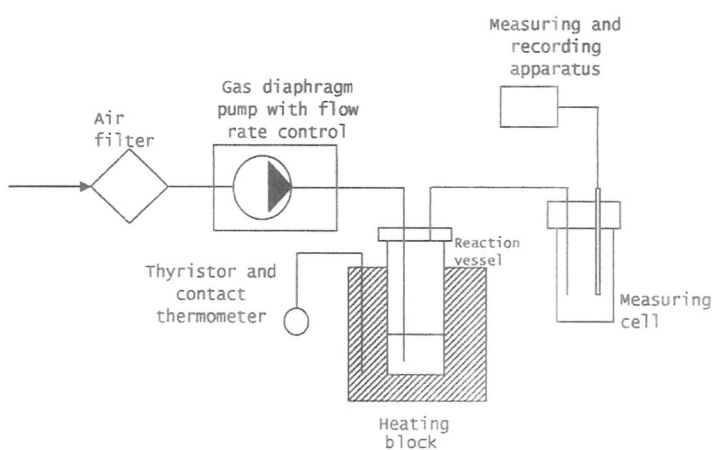 Measuring and
recording
apparatus
Gas diaphragm
pump with flow
rate control
Air
filter
Reaction
vessel
Thyristor and
contact
thermometer
Measuring
cell
Heating
block